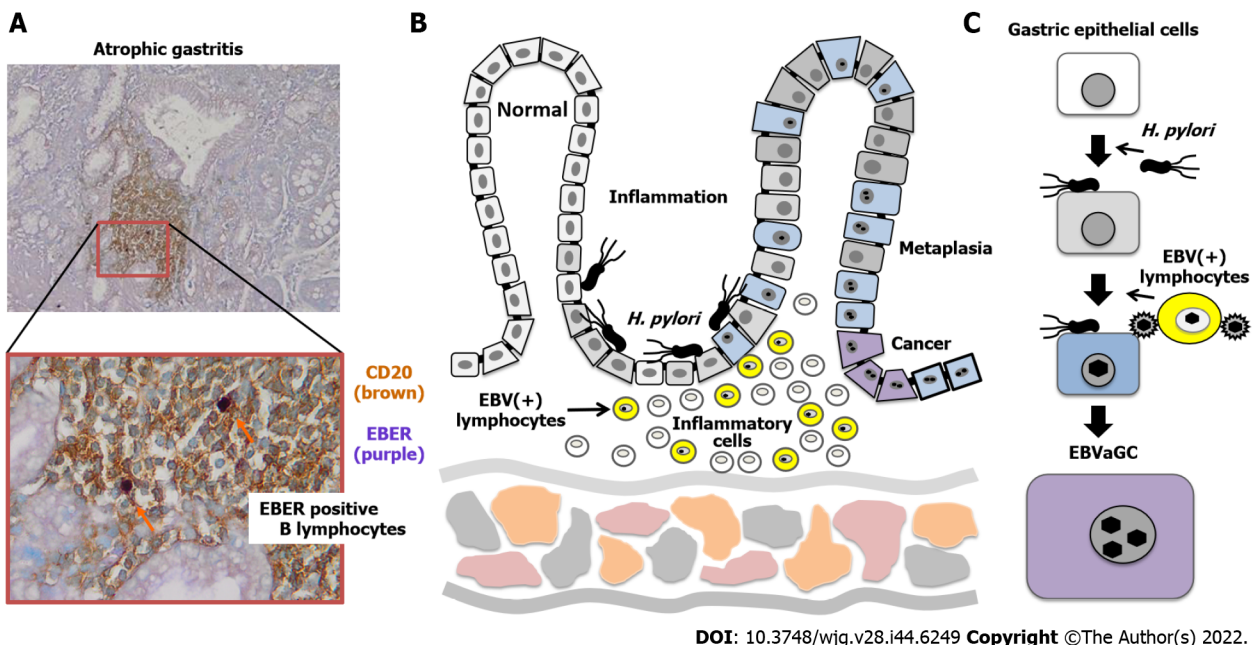 A
Atrophic gastritis
CD20
(brown)
EBER
(purple)
EBER positive
B lymphocytes
B
Normal
Inflammation
H. pylori
Metaplasia
Cancer
EBV(+)
lymphocytes
Inflammatory
cells
C
Gastric epithelial cells
H. pylori
EBV(+)
lymphocytes
EBVaGC
DOI: 10.3748/wjg.v28.i44.6249 Copyright ©The Author(s) 2022.